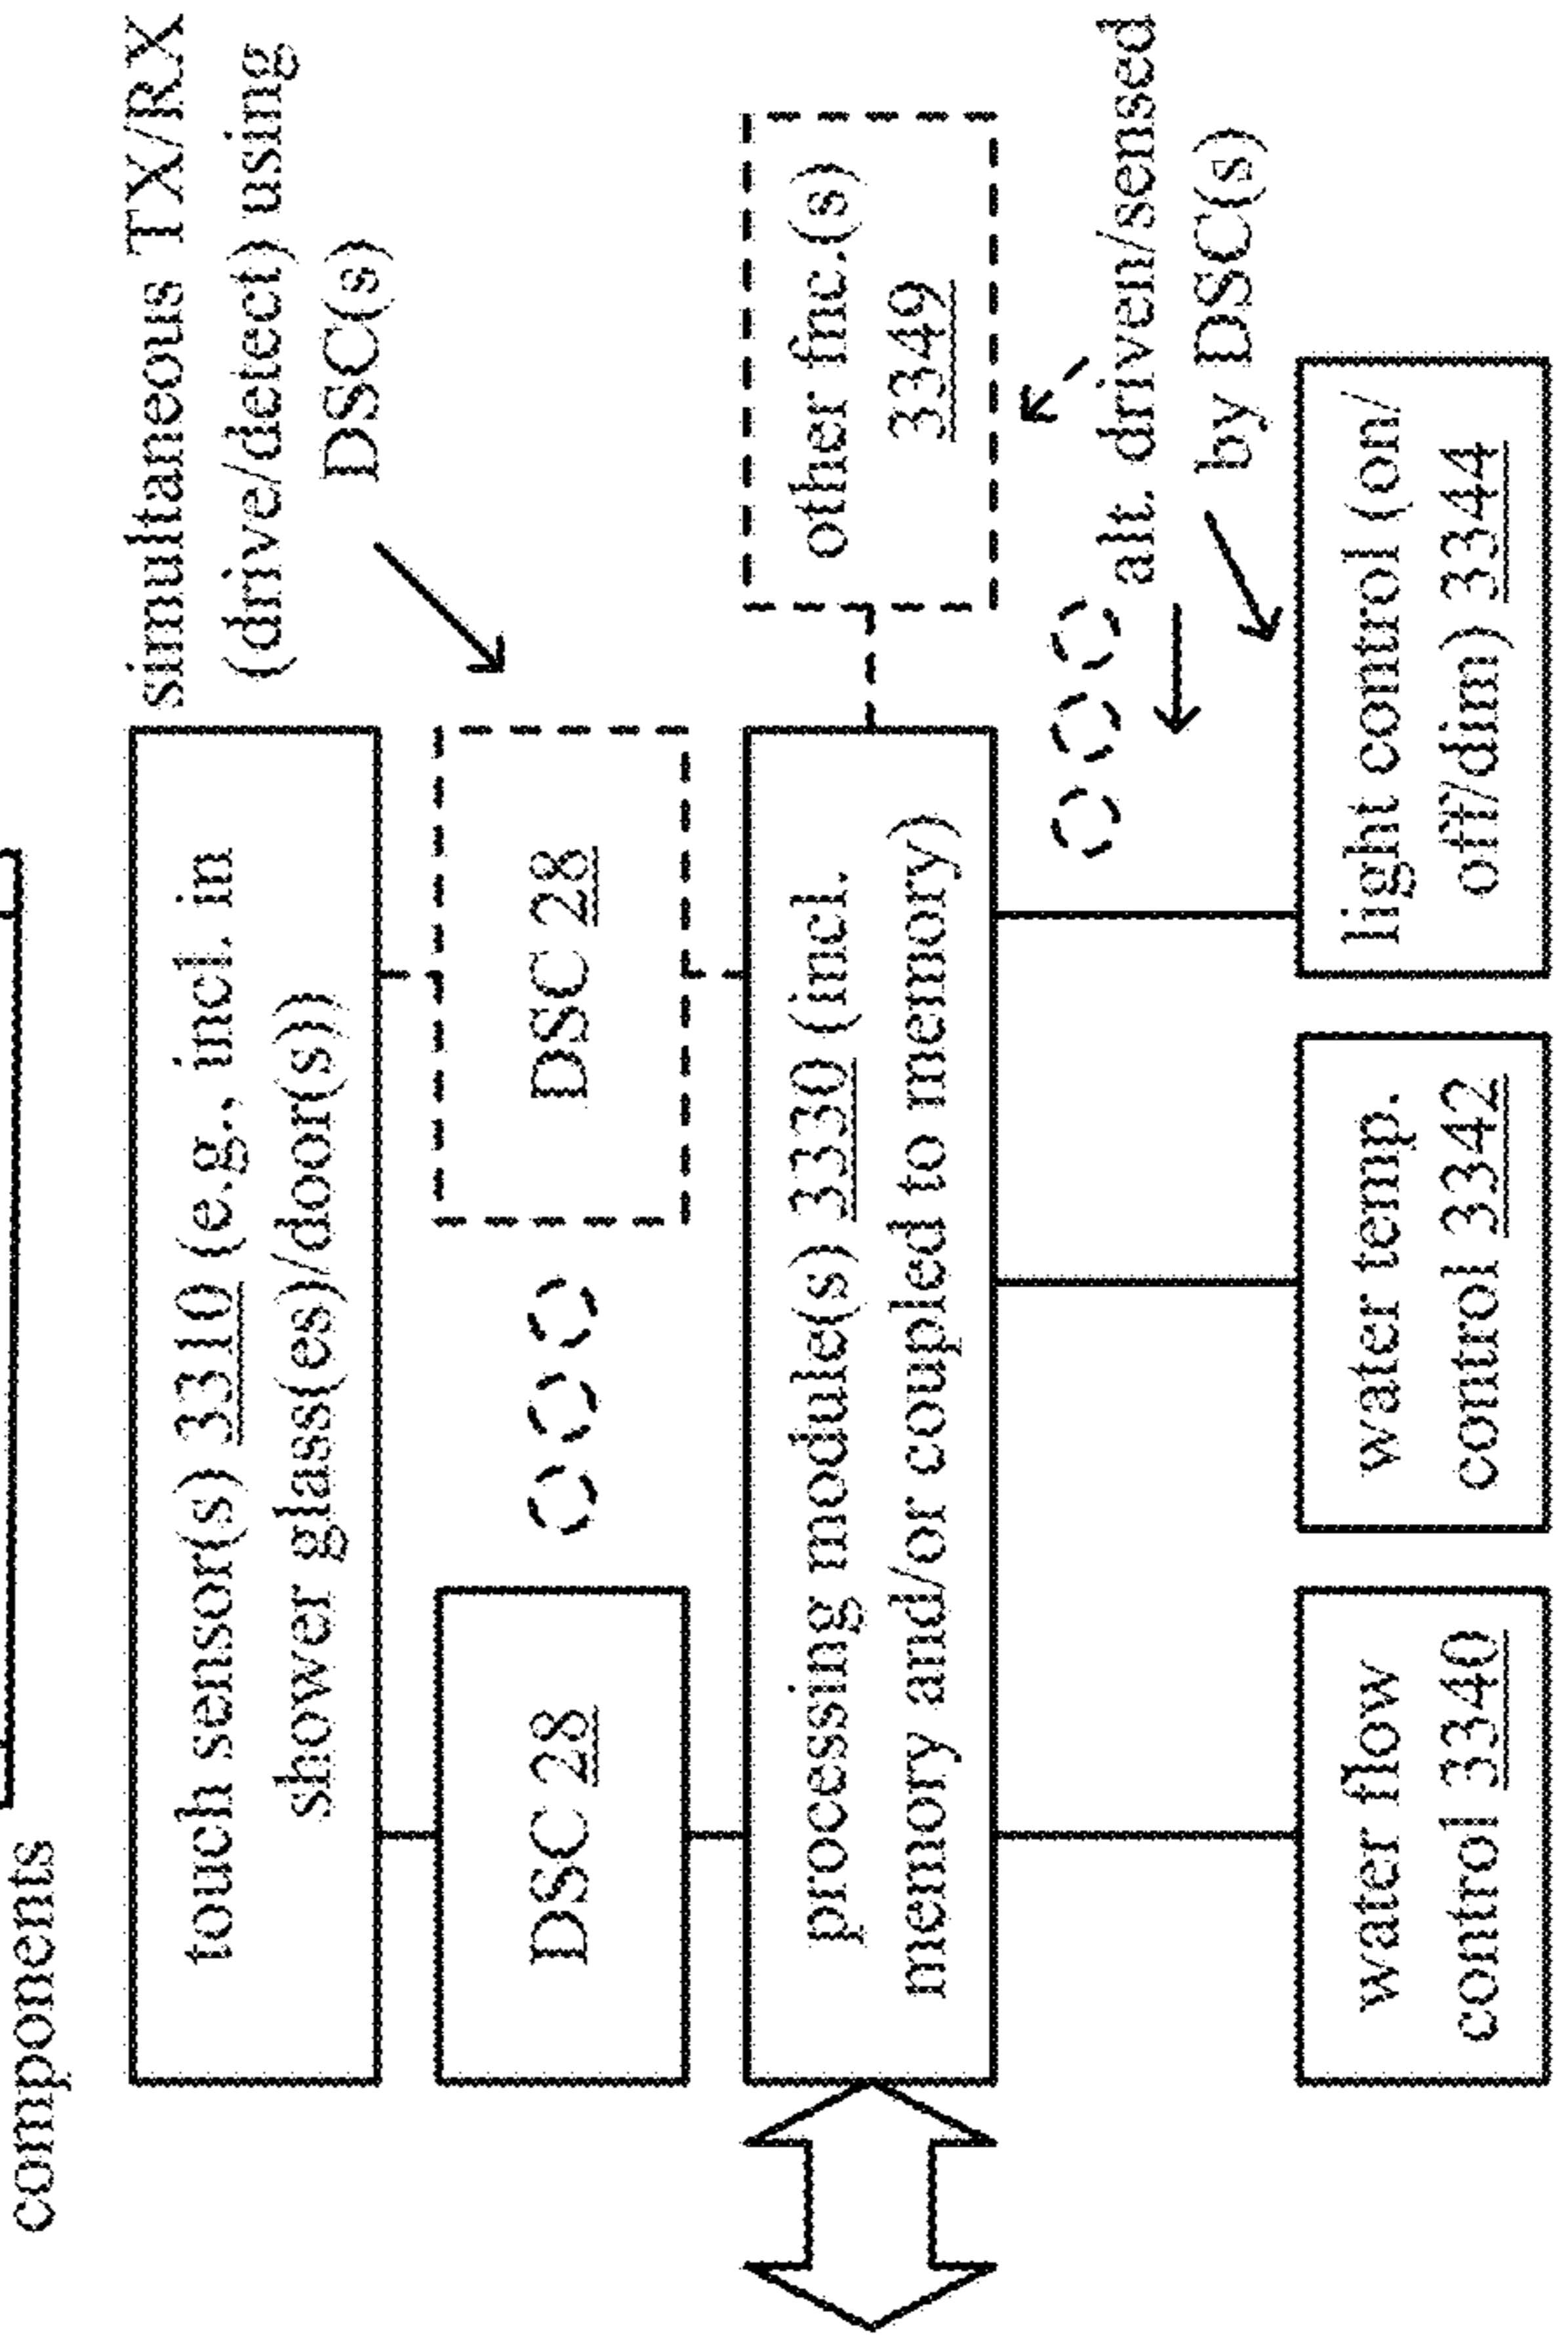 components
simultaneous TX/RX
(drive/detect) using
DSC(s)
touch sensor(s) 3310 (e.g., incl. in
shower glass(es)/door(s))
DSC 28
DSC 28
processing module(s) 3330 (incl.
memory and/or coupled to memory)
other fnc.(s)
3349
alt. driven/sensed
by DSC(s)
water flow
control 3340
water temp.
control 3342
light control (on/
off/dim) 3344